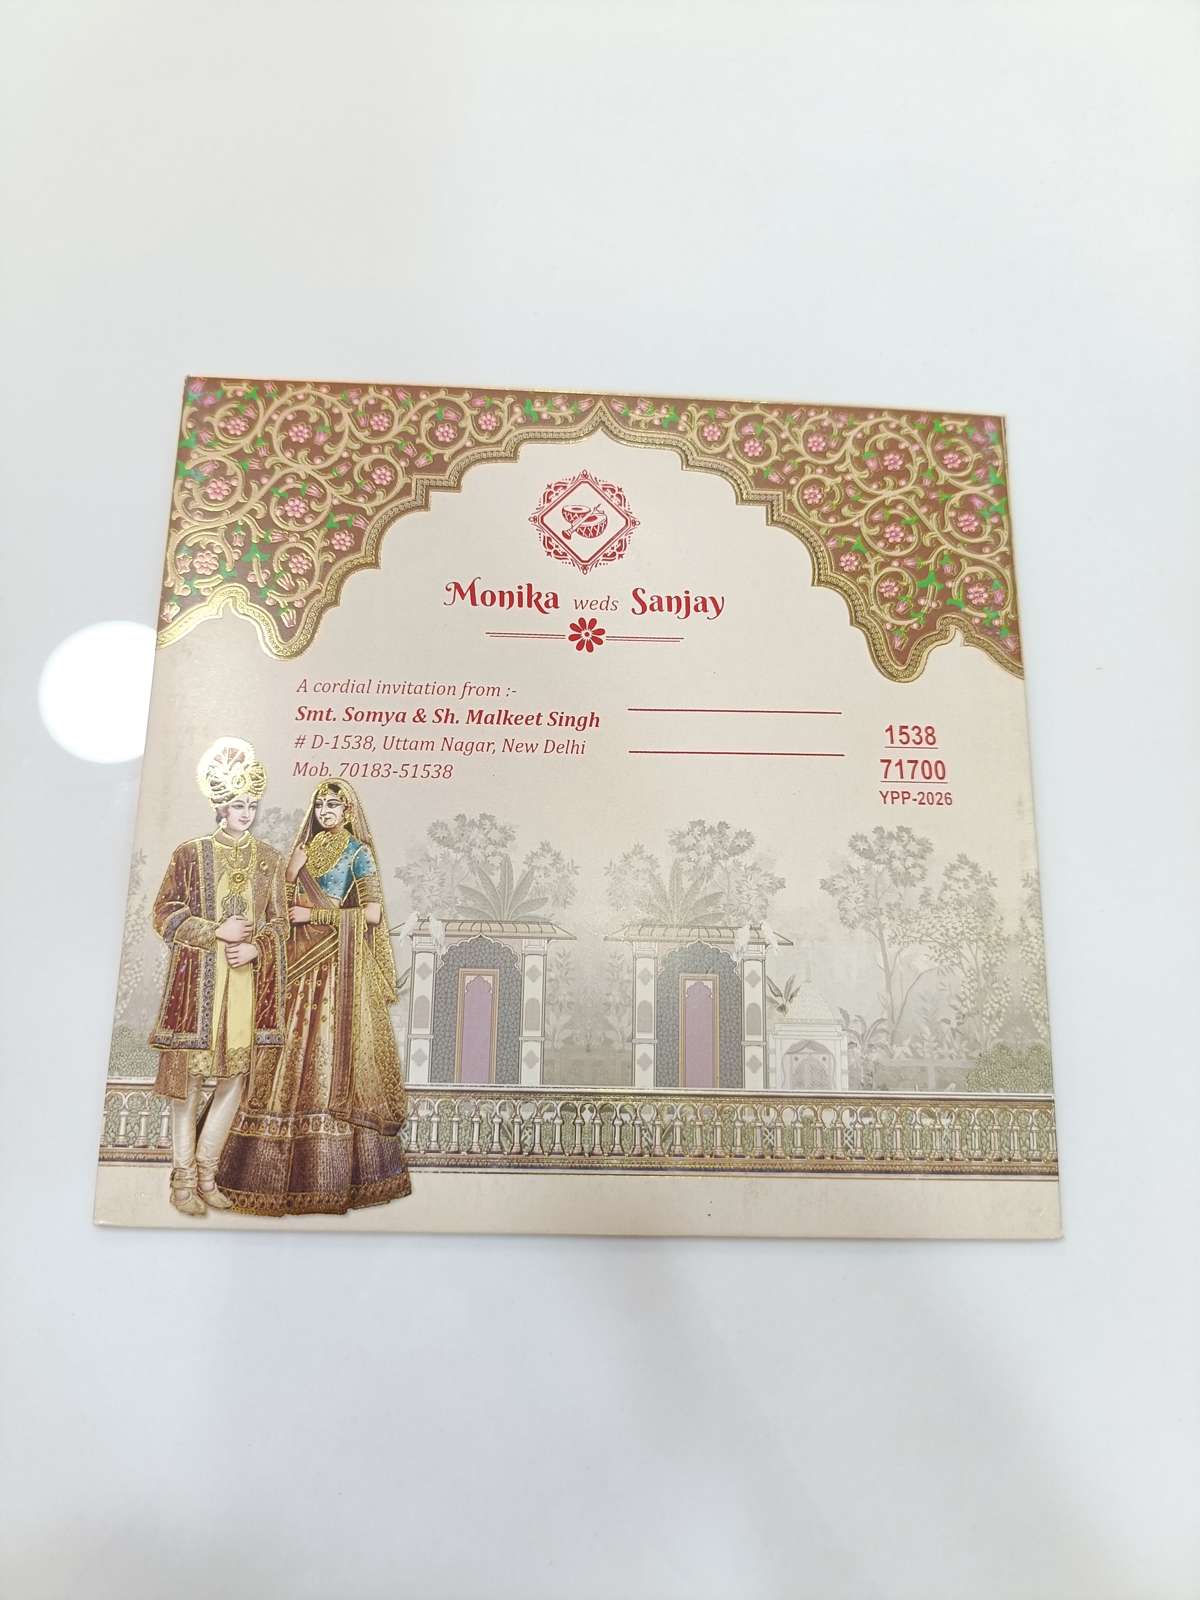 Monika weds Sanjay
A cordial invitation from :-
Smt. Somya & Sh. Malkeet Singh
# D-1538, Uttam Nagar, New Delhi
Mob. 70183-51538
1538
71700
YPP-2026